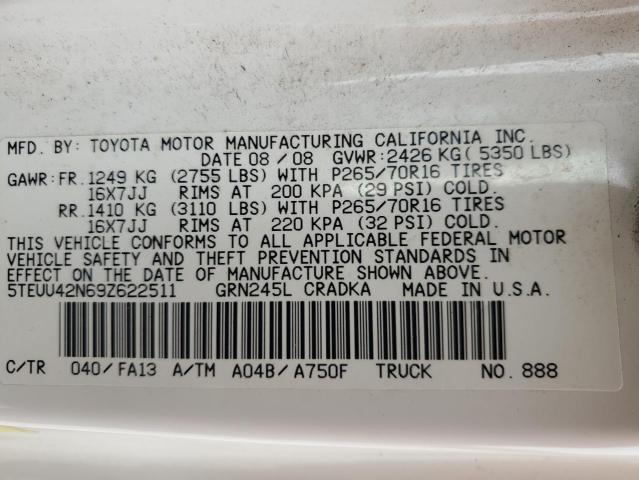 MFD. BY: TOYOTA MOTOR MANUFACTURING CALIFORNIA INC.
DATE 08/08 GVWR:2426 KG( 5350 LBS)
GAWR:FR.1249 KG (2755 LBS) WITH P265/70R16 TIRES
16X7JJ RIMS AT 200 KPA (29 PSI) COLD.
RR.1410 KG (3110 LBS) WITH P265/70R16 TIRES
16X7JJ RIMS AT 220 KPA (32 PSI) COLD.
THIS VEHICLE CONFORMS TO ALL APPLICABLE FEDERAL MOTOR
VEHICLE SAFETY AND THEFT PREVENTION STANDARDS IN
EFFECT ON THE DATE OF MANUFACTURE SHOWN ABOVE.
5TEUU42N69Z622511 GRN245L CRADKA MADE IN U.S.A.
C/TR 040/FA13 A/TM A04B/A750F TRUCK NO. 888